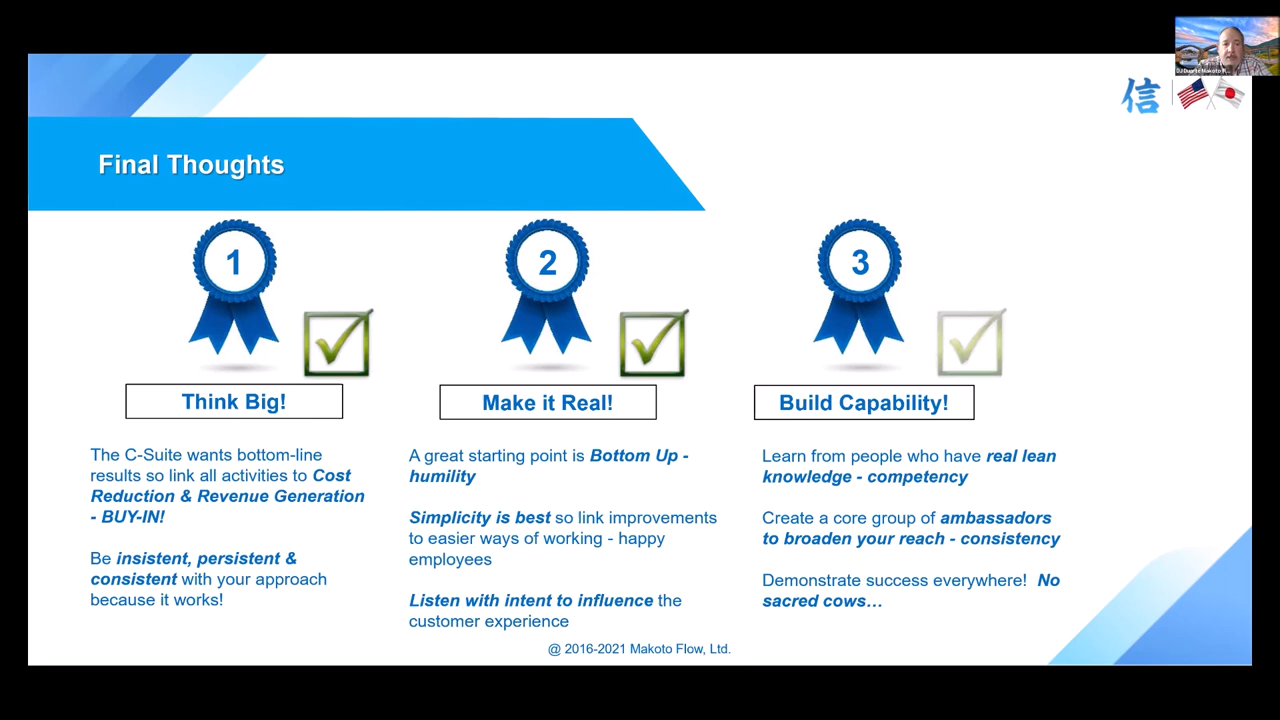 DJ Duarte Makoto
信
Final Thoughts
1
2
3
Think Big!
Make it Real!
Build Capability!
The C-Suite wants bottom-line
results so link all activities to Cost
Reduction & Revenue Generation
- BUY-IN!
Be insistent, persistent &
consistent with your approach
because it works!
A great starting point is Bottom Up -
humility
Simplicity is best so link improvements
to easier ways of working - happy
employees
Listen with intent to influence the
customer experience
Learn from people who have real lean
knowledge - competency
Create a core group of ambassadors
to broaden your reach - consistency
Demonstrate success everywhere! No
sacred cows…
@ 2016-2021 Makoto Flow, Ltd.